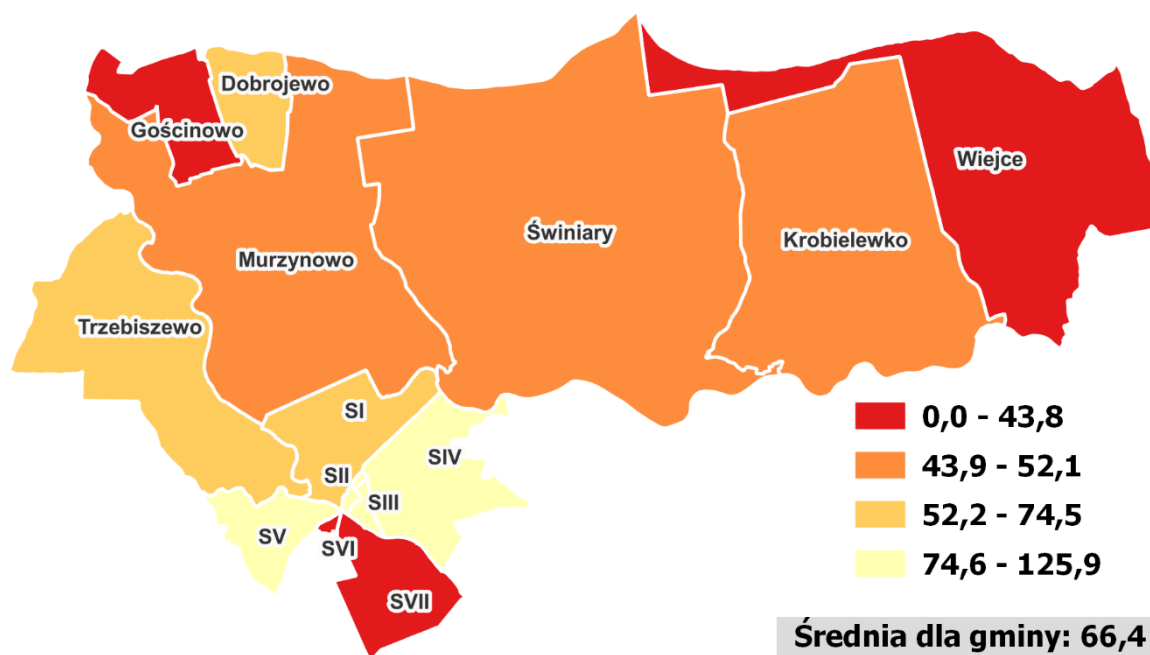 Dobrojewo
Gościnowo
Wiejce
Świniary
Krobielewko
Murzynowo
Trzebiszewo
SI
SIV
SII
SIII
SV
SVI
SVII
0,0 - 43,8
43,9 - 52,1
52,2 - 74,5
74,6 - 125,9
Średnia dla gminy: 66,4